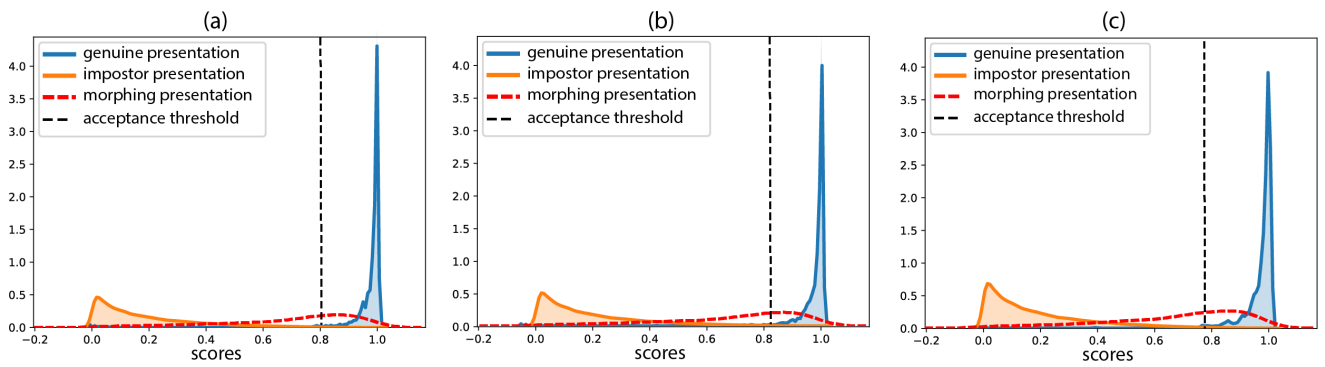 (a)
genuine presentation
impostor presentation
morphing presentation
acceptance threshold
4.0
3.5
3.0
2.5
2.0
1.5
1.0
0.5
0.0
−0.2 0.0 0.2 0.4 0.6 0.8 1.0
scores
(b)
genuine presentation
impostor presentation
morphing presentation
acceptance threshold
4.0
3.5
3.0
2.5
2.0
1.5
1.0
0.5
0.0
−0.2 0.0 0.2 0.4 0.6 0.8 1.0
scores
(c)
genuine presentation
impostor presentation
morphing presentation
acceptance threshold
4.0
3.5
3.0
2.5
2.0
1.5
1.0
0.5
0.0
−0.2 0.0 0.2 0.4 0.6 0.8 1.0
scores